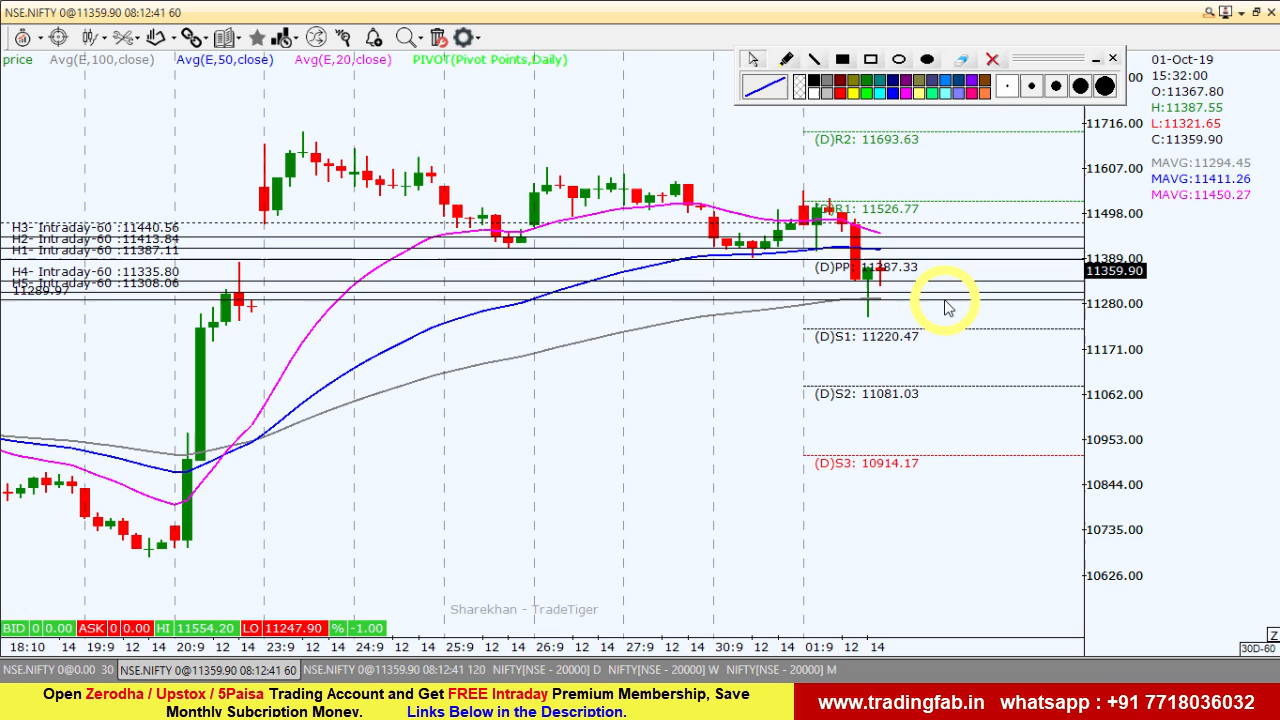 NSE.NIFTY 0@11359.90 08:12:41 60
price Avg(E,100,close) Avg(E,50,close) Avg(E,20,close) PIVOT(Pivot Points,Daily)
01-Oct-19
15:32:00
O:11367.80
H:11387.55
L:11321.65
C:11359.90
MAVG:11294.45
MAVG:11411.26
MAVG:11450.27
11716.00
11607.00
11498.00
11389.00
11359.90
11280.00
11171.00
11062.00
10953.00
10844.00
10735.00
10626.00
(D)R2: 11693.63
(D)R1: 11526.77
(D)PP: 11387.33
(D)S1: 11220.47
(D)S2: 11081.03
(D)S3: 10914.17
H3- Intraday-60 :11440.56
H2- Intraday-60 :11413.84
H1- Intraday-60 :11387.11
H4- Intraday-60 :11335.80
H5- Intraday-60 :11308.06
11289.97
Sharekhan - TradeTiger
BID 0 0.00 ASK 0 0.00 HI 11554.20 LO 11247.90 % -1.00
18:10 14 19:9 12 14 20:9 12 14 23:9 12 14 24:9 12 14 25:9 12 14 26:9 12 14 27:9 12 14 30:9 12 14 01:9 12 14
Z
30D-60
NSE.NIFTY 0@0.00 30 NSE.NIFTY 0@11359.90 08:12:41 60 NSE.NIFTY 0@11359.90 08:12:41 120 NIFTY[NSE - 20000] D NIFTY[NSE - 20000] W NIFTY[NSE - 20000] M
Open Zerodha / Upstox / 5Paisa Trading Account and Get FREE Intraday Premium Membership, Save
Monthly Subcription Money. Links Below in the Description.
www.tradingfab.in whatsapp : +91 7718036032